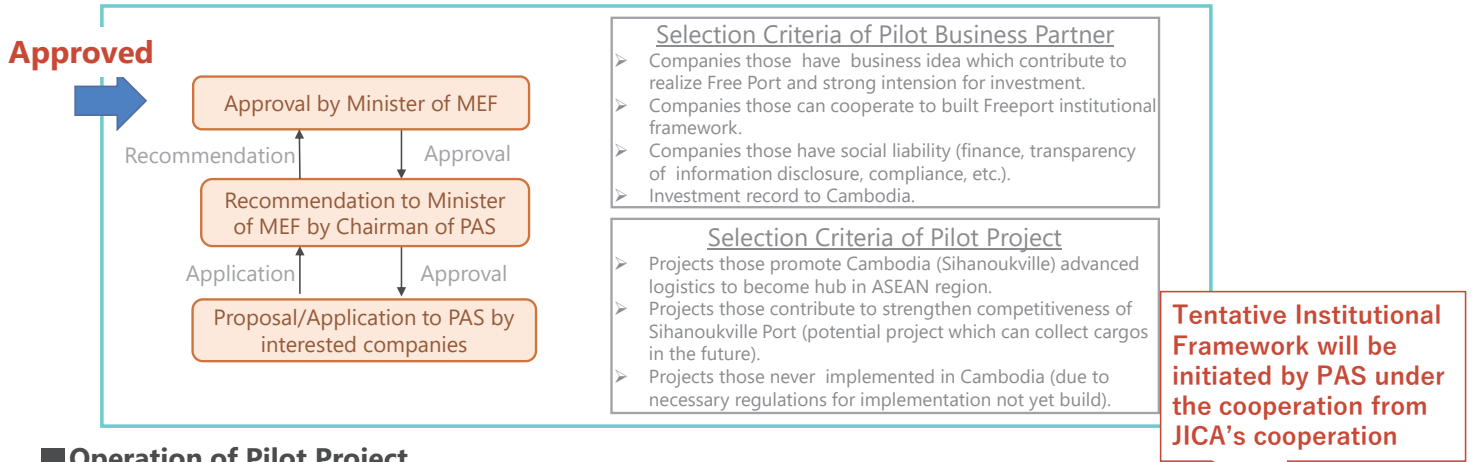 Approved
Approval by Minister of MEF
Recommendation
Approval
Recommendation to Minister
of MEF by Chairman of PAS
Application
Approval
Proposal/Application to PAS by
interested companies
Selection Criteria of Pilot Business Partner
➢ Companies those have business idea which contribute to
realize Free Port and strong intension for investment.
➢ Companies those can cooperate to built Freeport institutional
framework.
➢ Companies those have social liability (finance, transparency
of information disclosure, compliance, etc.).
➢ Investment record to Cambodia.
Selection Criteria of Pilot Project
➢ Projects those promote Cambodia (Sihanoukville) advanced
logistics to become hub in ASEAN region.
➢ Projects those contribute to strengthen competitiveness of
Sihanoukville Port (potential project which can collect cargos
in the future).
➢ Projects those never implemented in Cambodia (due to
necessary regulations for implementation not yet build).
Tentative Institutional
Framework will be
initiated by PAS under
the cooperation from
JICA's cooperation
■Operation of Pilot Project